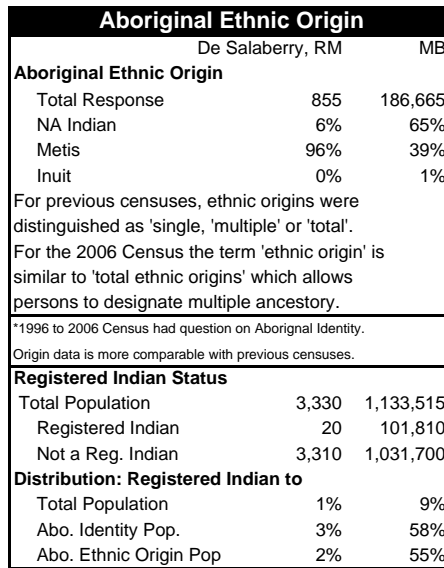 Aboriginal Ethnic Origin
De Salaberry, RM MB
Aboriginal Ethnic Origin
Total Response 855 186,665
NA Indian 6% 65%
Metis 96% 39%
Inuit 0% 1%
For previous censuses, ethnic origins were
distinguished as 'single, 'multiple' or 'total'.
For the 2006 Census the term 'ethnic origin' is
similar to 'total ethnic origins' which allows
persons to designate multiple ancestory.
*1996 to 2006 Census had question on Aborignal Identity.
Origin data is more comparable with previous censuses.
Registered Indian Status
Total Population 3,330 1,133,515
Registered Indian 20 101,810
Not a Reg. Indian 3,310 1,031,700
Distribution: Registered Indian to
Total Population 1% 9%
Abo. Identity Pop. 3% 58%
Abo. Ethnic Origin Pop 2% 55%